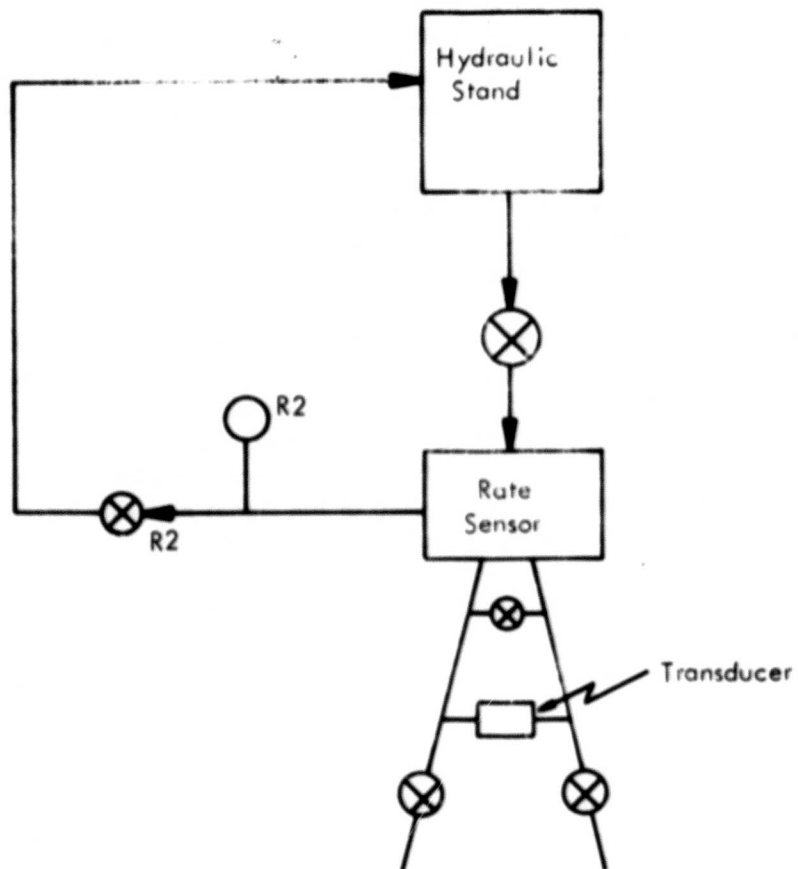 Hydraulic
Stand
R2
R2
Rate
Sensor
Transducer